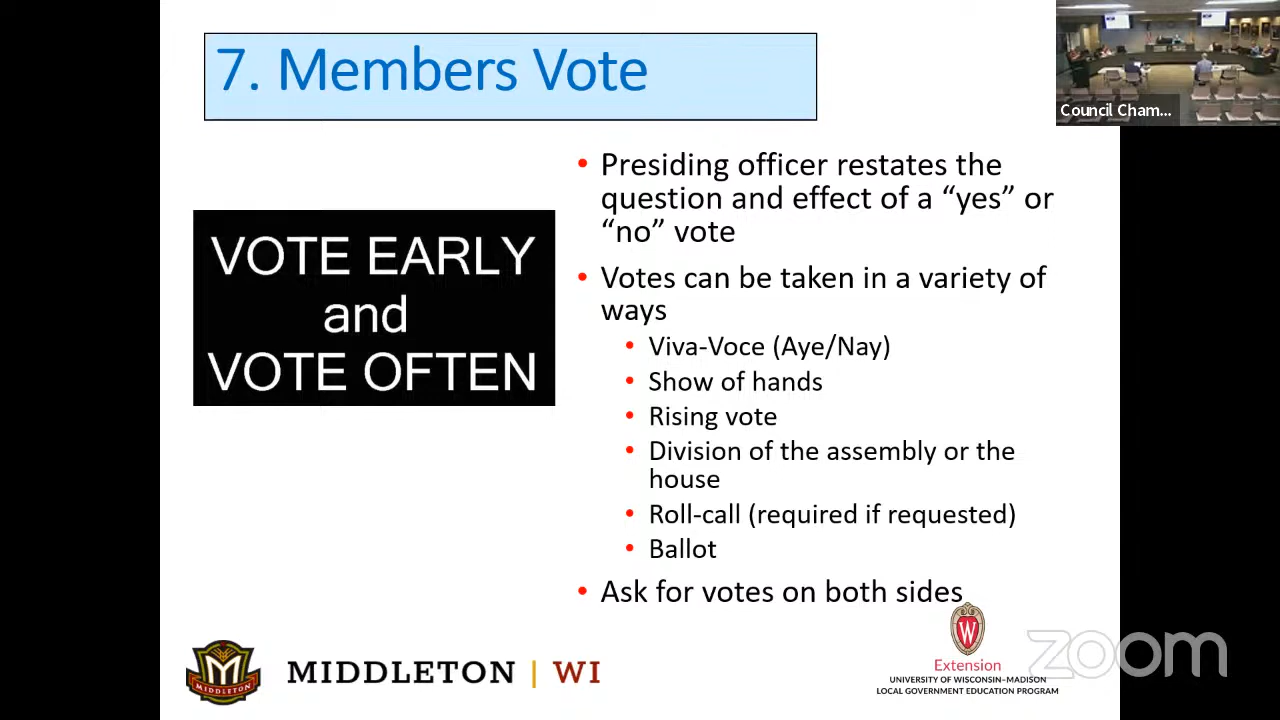 7. Members Vote
Council Cham...
• Presiding officer restates the
question and effect of a “yes” or
“no” vote
VOTE EARLY
and
VOTE OFTEN
• Votes can be taken in a variety of
ways
• Viva-Voce (Aye/Nay)
• Show of hands
• Rising vote
• Division of the assembly or the
house
• Roll-call (required if requested)
• Ballot
• Ask for votes on both sides
MIDDLETON
MIDDLETON | WI
W
Extension
UNIVERSITY OF WISCONSIN–MADISON
LOCAL GOVERNMENT EDUCATION PROGRAM
zoom